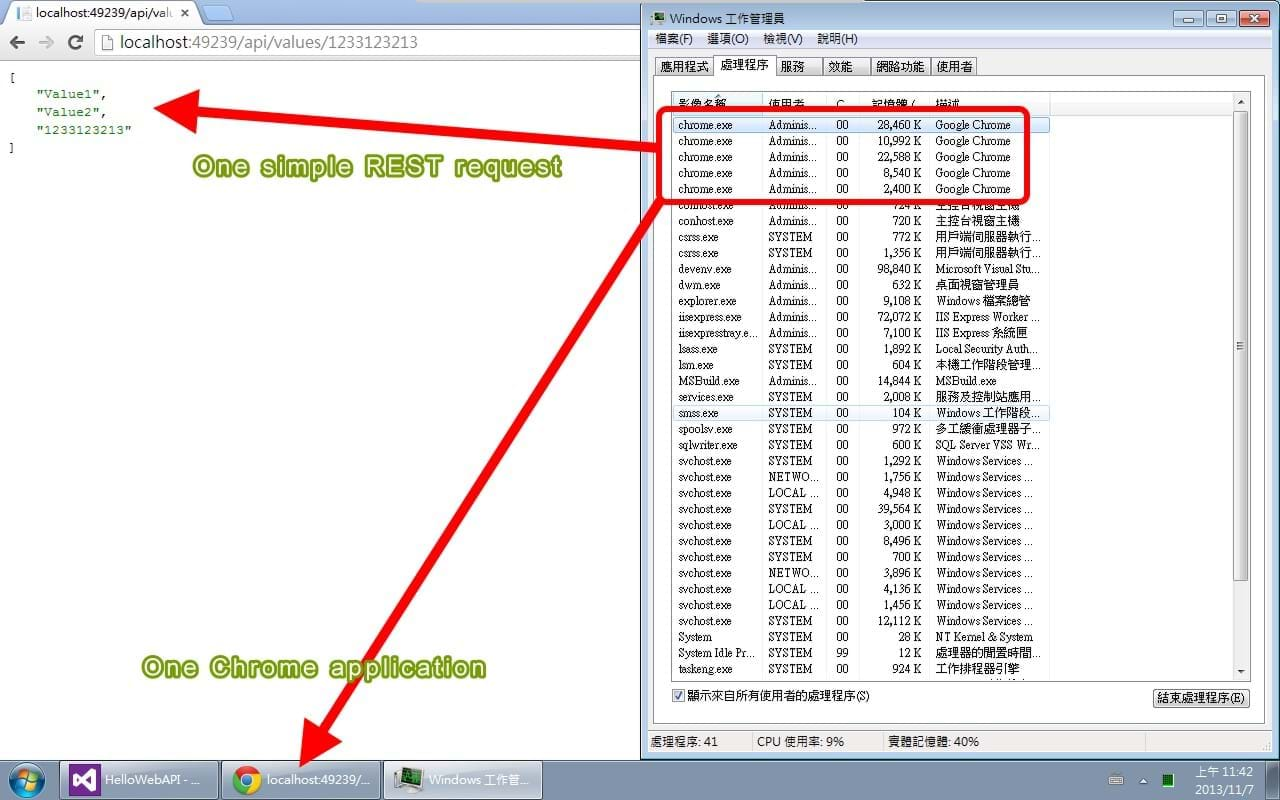 localhost:49239/api/valu
localhost:49239/api/values/1233123213
[
"Value1",
"Value2",
"1233123213"
]
One simple REST request
One Chrome application
Windows 工作管理員
檔案(F) 選項(O) 檢視(V) 說明(H)
應用程式 處理程序 服務 效能 網路功能 使用者
影像名稱 使用者 C 記憶體 ( 描述
chrome.exe Adminis... 00 28,460 K Google Chrome
chrome.exe Adminis... 00 10,992 K Google Chrome
chrome.exe Adminis... 00 22,588 K Google Chrome
chrome.exe Adminis... 00 8,540 K Google Chrome
chrome.exe Adminis... 00 2,400 K Google Chrome
conhost.exe Adminis... 00 724 K 主控台視窗主機
conhost.exe Adminis... 00 720 K 主控台視窗主機
csrss.exe SYSTEM 00 772 K 用戶端伺服器執行...
csrss.exe SYSTEM 00 1,356 K 用戶端伺服器執行...
devenv.exe Adminis... 00 98,840 K Microsoft Visual Stu...
dwm.exe Adminis... 00 632 K 桌面視窗管理員
explorer.exe Adminis... 00 9,108 K Windows 檔案總管
iisexpress.exe Adminis... 00 72,072 K IIS Express Worker ...
iisexpresstray.e... Adminis... 00 7,100 K IIS Express 系統匣
lsass.exe SYSTEM 00 1,892 K Local Security Auth...
lsm.exe SYSTEM 00 604 K 本機工作階段管理...
MSBuild.exe Adminis... 00 14,844 K MSBuild.exe
services.exe SYSTEM 00 2,008 K 服務及控制站應用...
smss.exe SYSTEM 00 104 K Windows 工作階段...
spoolsv.exe SYSTEM 00 972 K 多工緩衝處理器子...
sqlwriter.exe SYSTEM 00 600 K SQL Server VSS Wr...
svchost.exe SYSTEM 00 1,292 K Windows Services ...
svchost.exe NETWO... 00 1,756 K Windows Services ...
svchost.exe LOCAL ... 00 4,948 K Windows Services ...
svchost.exe SYSTEM 00 39,564 K Windows Services ...
svchost.exe LOCAL ... 00 3,000 K Windows Services ...
svchost.exe SYSTEM 00 8,496 K Windows Services ...
svchost.exe SYSTEM 00 700 K Windows Services ...
svchost.exe NETWO... 00 3,896 K Windows Services ...
svchost.exe LOCAL ... 00 4,136 K Windows Services ...
svchost.exe LOCAL ... 00 1,456 K Windows Services ...
svchost.exe SYSTEM 00 12,112 K Windows Services ...
System SYSTEM 00 28 K NT Kernel & System
System Idle Pr... SYSTEM 99 12 K 處理器的閒置時間...
taskeng.exe SYSTEM 00 924 K 工作排程器引擎
顯示來自所有使用者的處理程序(S)
結束處理程序(E)
處理程序: 41 CPU 使用率: 9% 實體記憶體: 40%
HelloWebAPI - ...
localhost:49239/...
Windows 工作管...
上午 11:42
2013/11/7